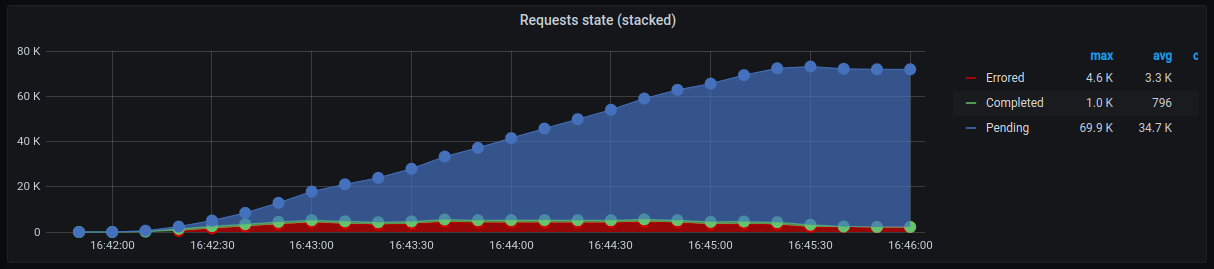 Requests state (stacked)
80 K
60 K
40 K
20 K
0
16:42:00 16:42:30 16:43:00 16:43:30 16:44:00 16:44:30 16:45:00 16:45:30 16:46:00
max avg c
Errored 4.6 K 3.3 K
Completed 1.0 K 796
Pending 69.9 K 34.7 K